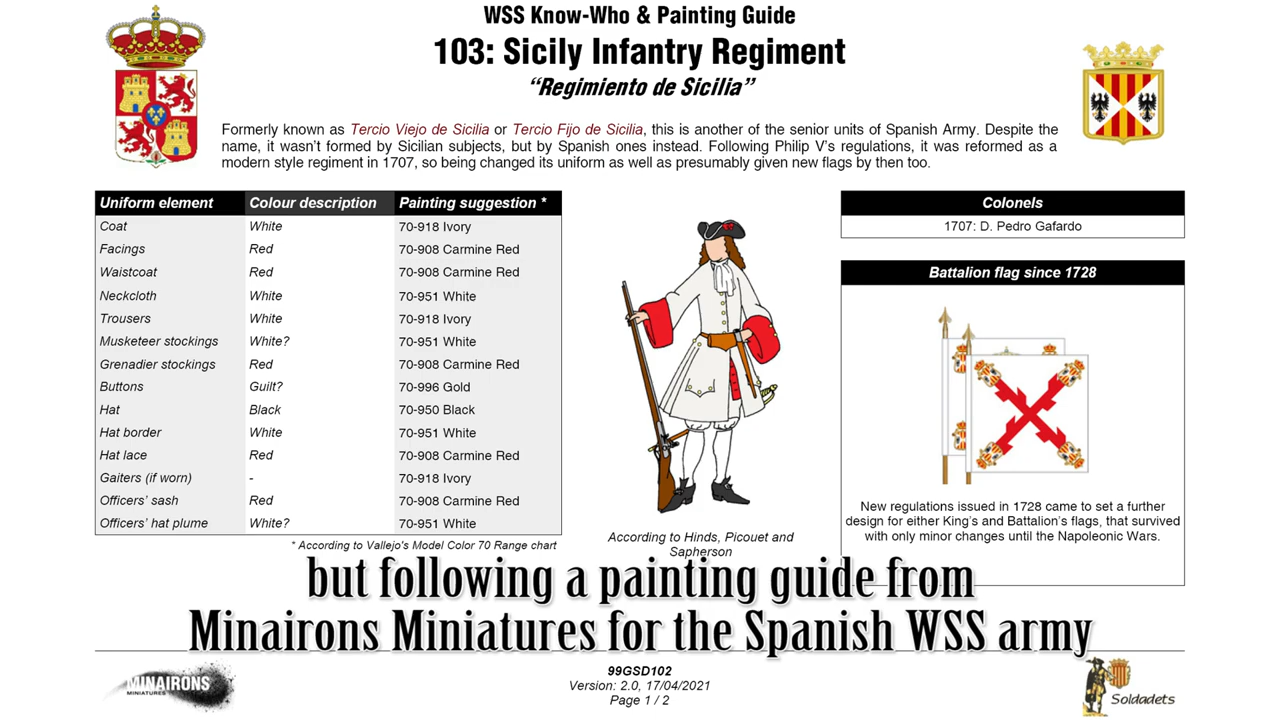 WSS Know-Who & Painting Guide
103: Sicily Infantry Regiment
“Regimiento de Sicilia”
Formerly known as Tercio Viejo de Sicilia or Tercio Fijo de Sicilia, this is another of the senior units of Spanish Army. Despite the
name, it wasn’t formed by Sicilian subjects, but by Spanish ones instead. Following Philip V’s regulations, it was reformed as a
modern style regiment in 1707, so being changed its uniform as well as presumably given new flags by then too.
Uniform element Colour description Painting suggestion *
Coat White 70-918 Ivory
Facings Red 70-908 Carmine Red
Waistcoat Red 70-908 Carmine Red
Neckcloth White 70-951 White
Trousers White 70-918 Ivory
Musketeer stockings White? 70-951 White
Grenadier stockings Red 70-908 Carmine Red
Buttons Guilt? 70-996 Gold
Hat Black 70-950 Black
Hat border White 70-951 White
Hat lace Red 70-908 Carmine Red
Gaiters (if worn) - 70-918 Ivory
Officers’ sash Red 70-908 Carmine Red
Officers’ hat plume White? 70-951 White
* According to Vallejo's Model Color 70 Range chart
According to Hinds, Picouet and
Sapherson
Colonels
1707: D. Pedro Gafardo
Battalion flag since 1728
New regulations issued in 1728 came to set a further
design for either King’s and Battalion’s flags, that survived
with only minor changes until the Napoleonic Wars.
but following a painting guide from
Minairons Miniatures for the Spanish WSS army
MINAIRONS
MINIATURES
99GSD102
Version: 2.0, 17/04/2021
Page 1 / 2
Soldadets